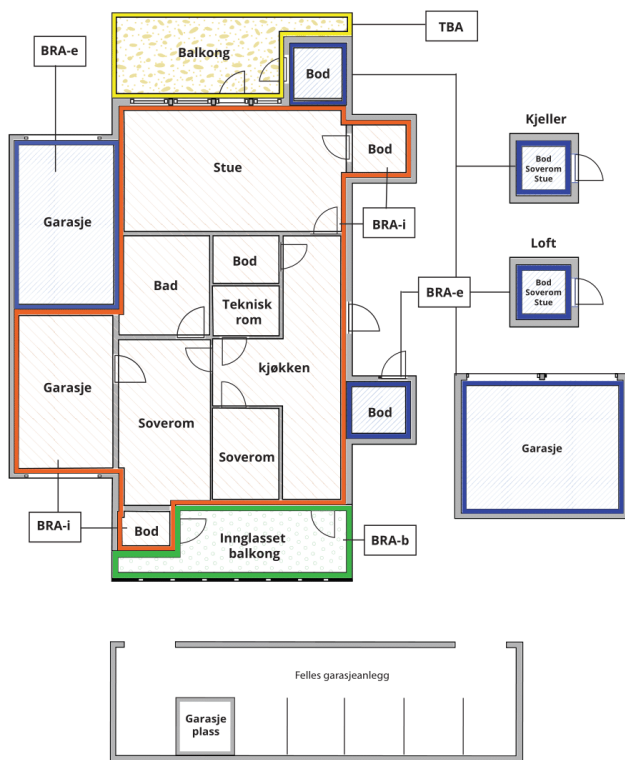 TBA
BRA-e
Balkong
Bod
Kjeller
Bod
Soverom
Stue
Bod
Stue
Garasje
BRA-i
Loft
Bod
Bad
Teknisk
rom
Bod
Soverom
Stue
BRA-e
kjøkken
Garasje
Soverom
Bod
Garasje
Soverom
BRA-i
Bod
Innglasset
balkong
BRA-b
Felles garasjeanlegg
Garasje
plass